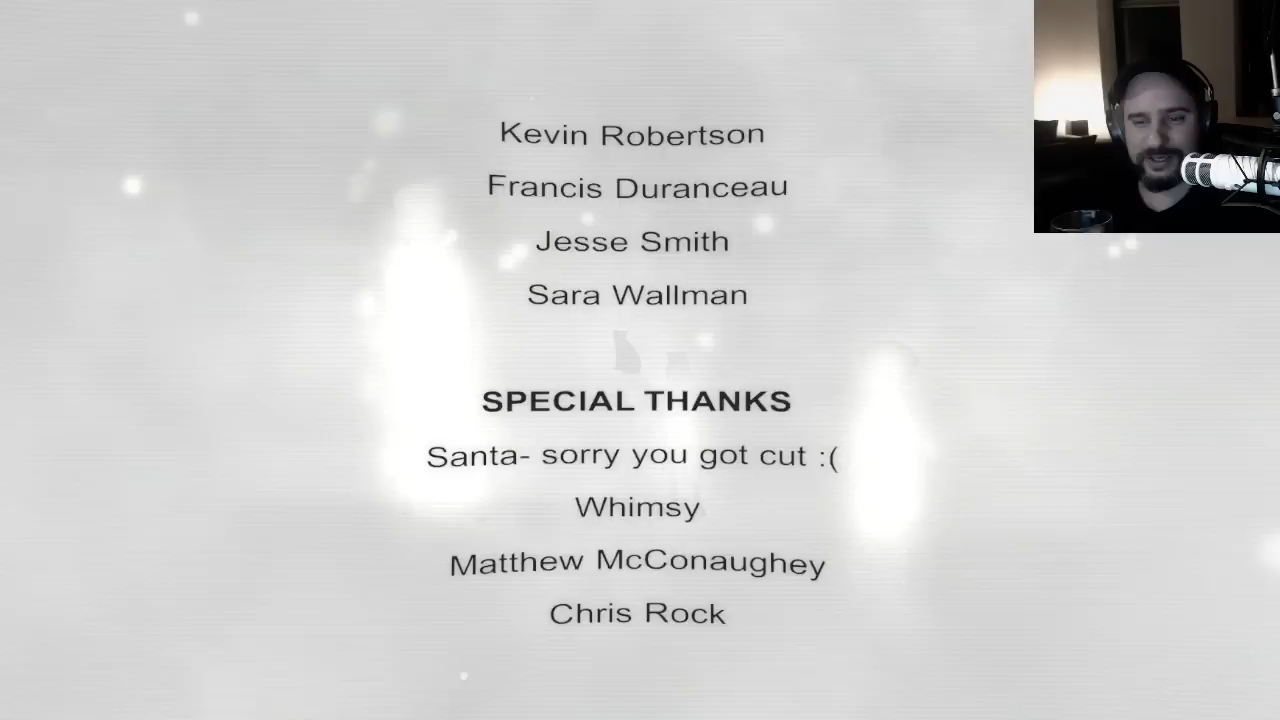 Kevin Robertson
Francis Duranceau
Jesse Smith
Sara Wallman
SPECIAL THANKS
Santa- sorry you got cut :(
Whimsy
Matthew McConaughey
Chris Rock